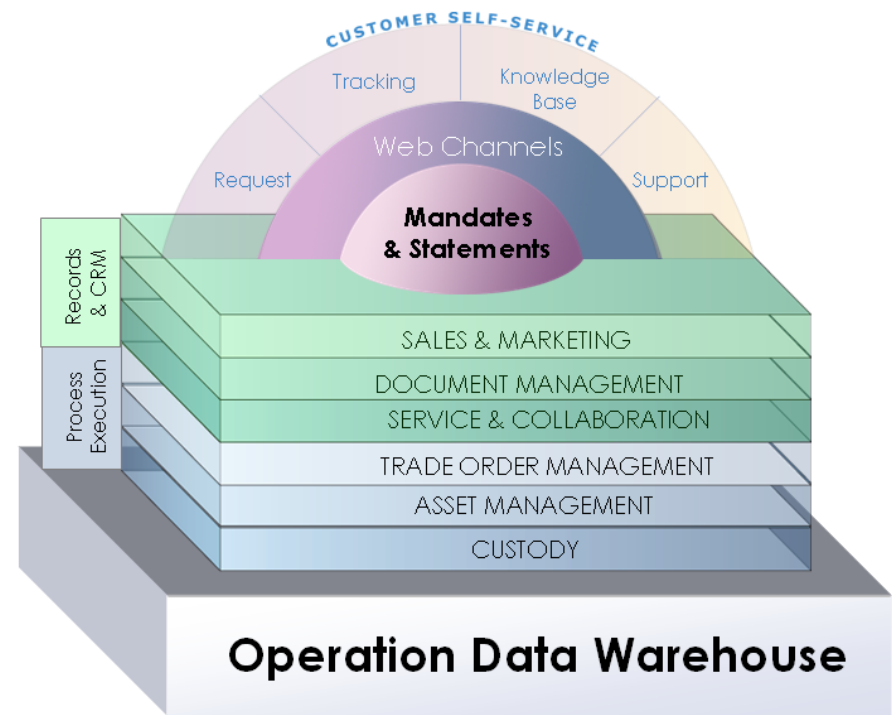 CUSTOMER SELF-SERVICE
Tracking
Knowledge
Base
Request
Support
Web Channels
Mandates
& Statements
Records
& CRM
Process
Execution
SALES & MARKETING
DOCUMENT MANAGEMENT
SERVICE & COLLABORATION
TRADE ORDER MANAGEMENT
ASSET MANAGEMENT
CUSTODY
Operation Data Warehouse